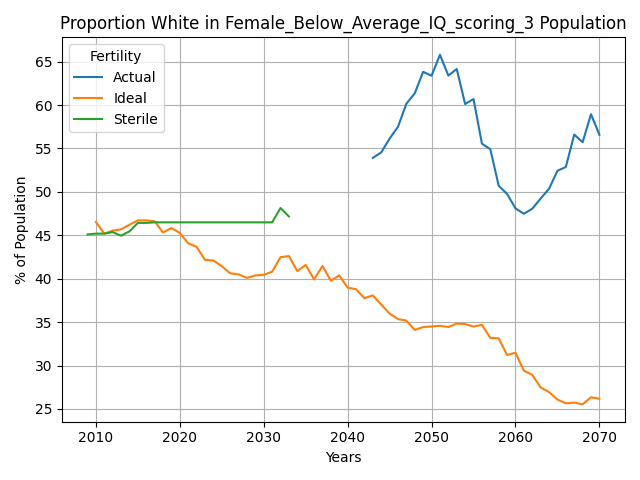 Proportion White in Female_Below_Average_IQ_scoring_3 Population
Fertility
Actual
Ideal
Sterile
% of Population
65
60
55
50
45
40
35
30
25
2010 2020 2030 2040 2050 2060 2070
Years